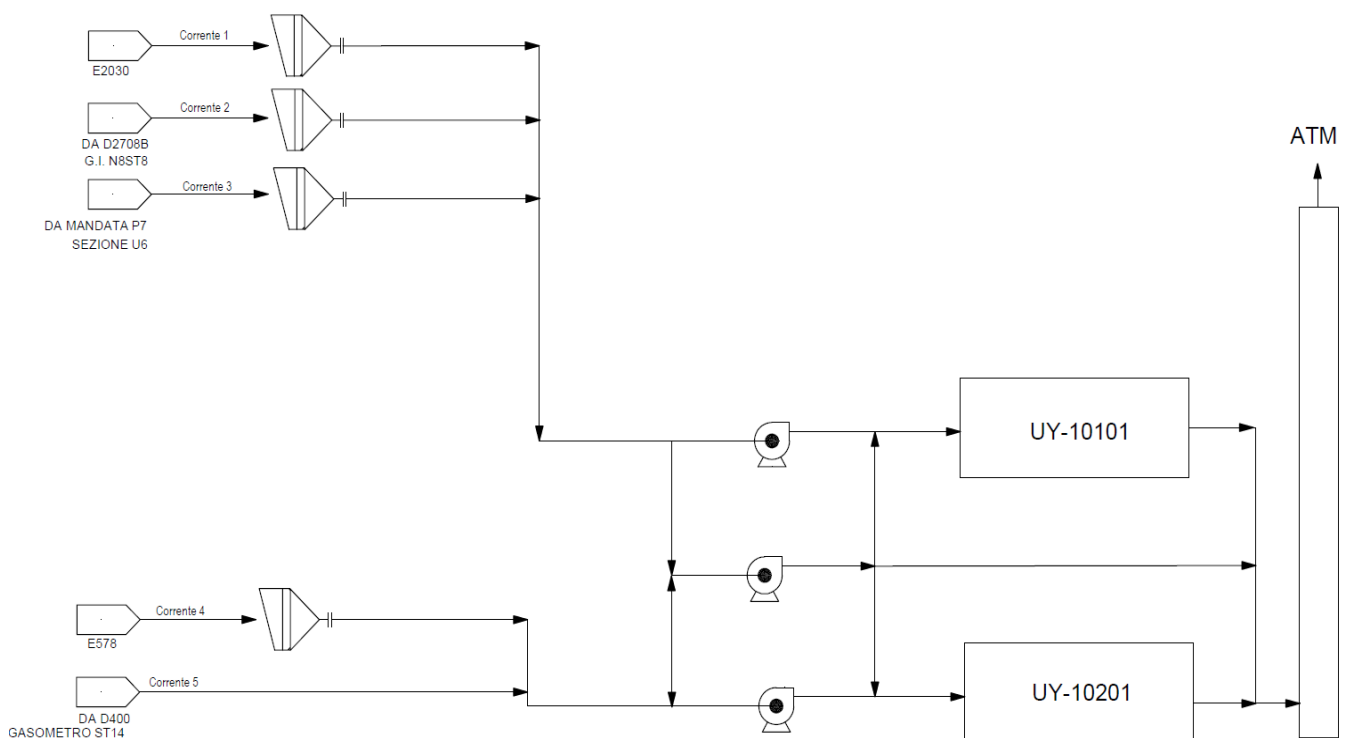 Corrente 1
E2030
Corrente 2
DA D2708B
G.I. N8ST8
Corrente 3
DA MANDATA P7
SEZIONE U6
ATM
UY-10101
Corrente 4
E578
Corrente 5
DA D400
GASOMETRO ST14
UY-10201